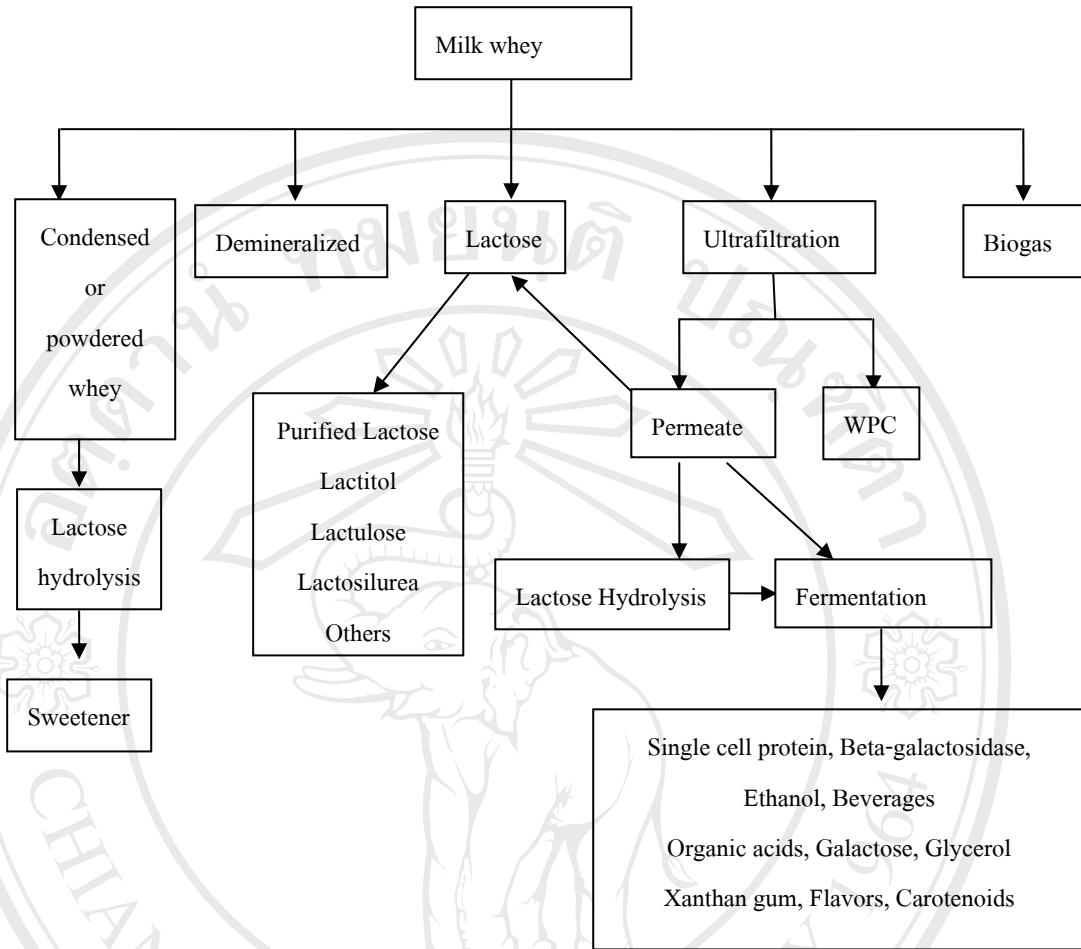 Milk whey
Condensed
or
powdered
whey
Demineralized
Lactose
Ultrafiltration
Biogas
Purified Lactose
Lactitol
Lactulose
Lactosilurea
Others
Permeate
WPC
Lactose
hydrolysis
Lactose Hydrolysis
Fermentation
Sweetener
Single cell protein, Beta-galactosidase,
Ethanol, Beverages
Organic acids, Galactose, Glycerol
Xanthan gum, Flavors, Carotenoids
CHIAN
1964